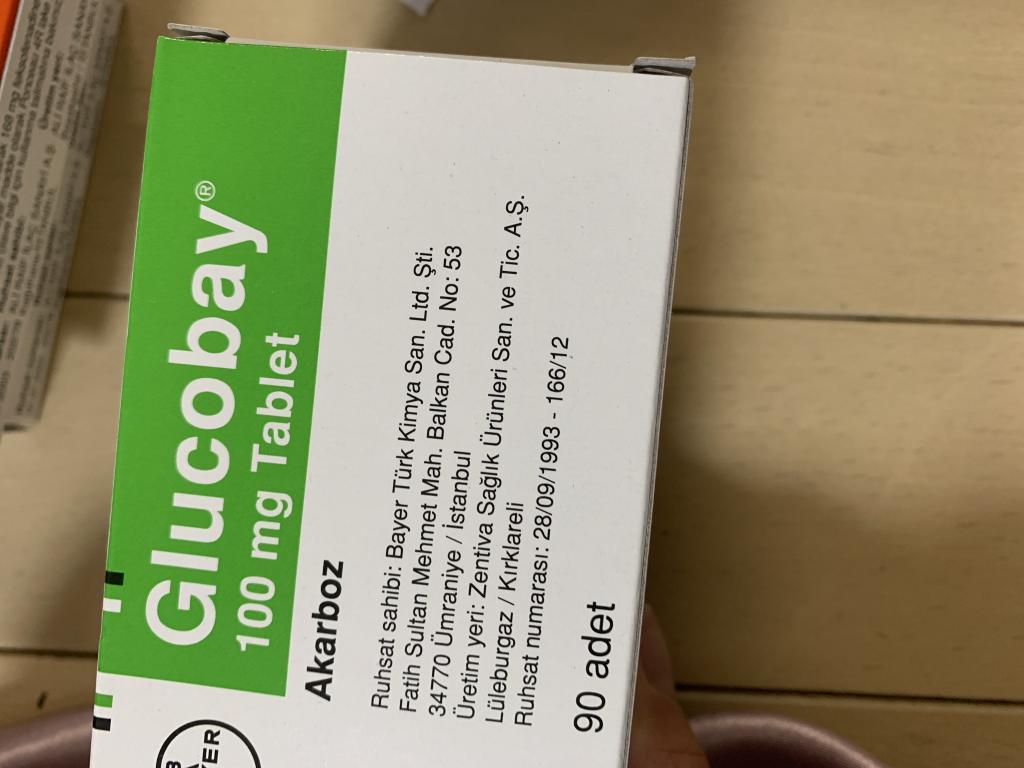 Glucobay®
100 mg Tablet
Akarboz
Ruhsat sahibi: Bayer Türk Kimya San. Ltd. Şti.
Fatih Sultan Mehmet Mah. Balkan Cad. No: 53
34770 Ümraniye / İstanbul
Üretim yeri: Zentiva Sağlık Ürünleri San. ve Tic. A.Ş.
Lüleburgaz / Kırklareli
Ruhsat numarası: 28/09/1993 - 166/12
90 adet